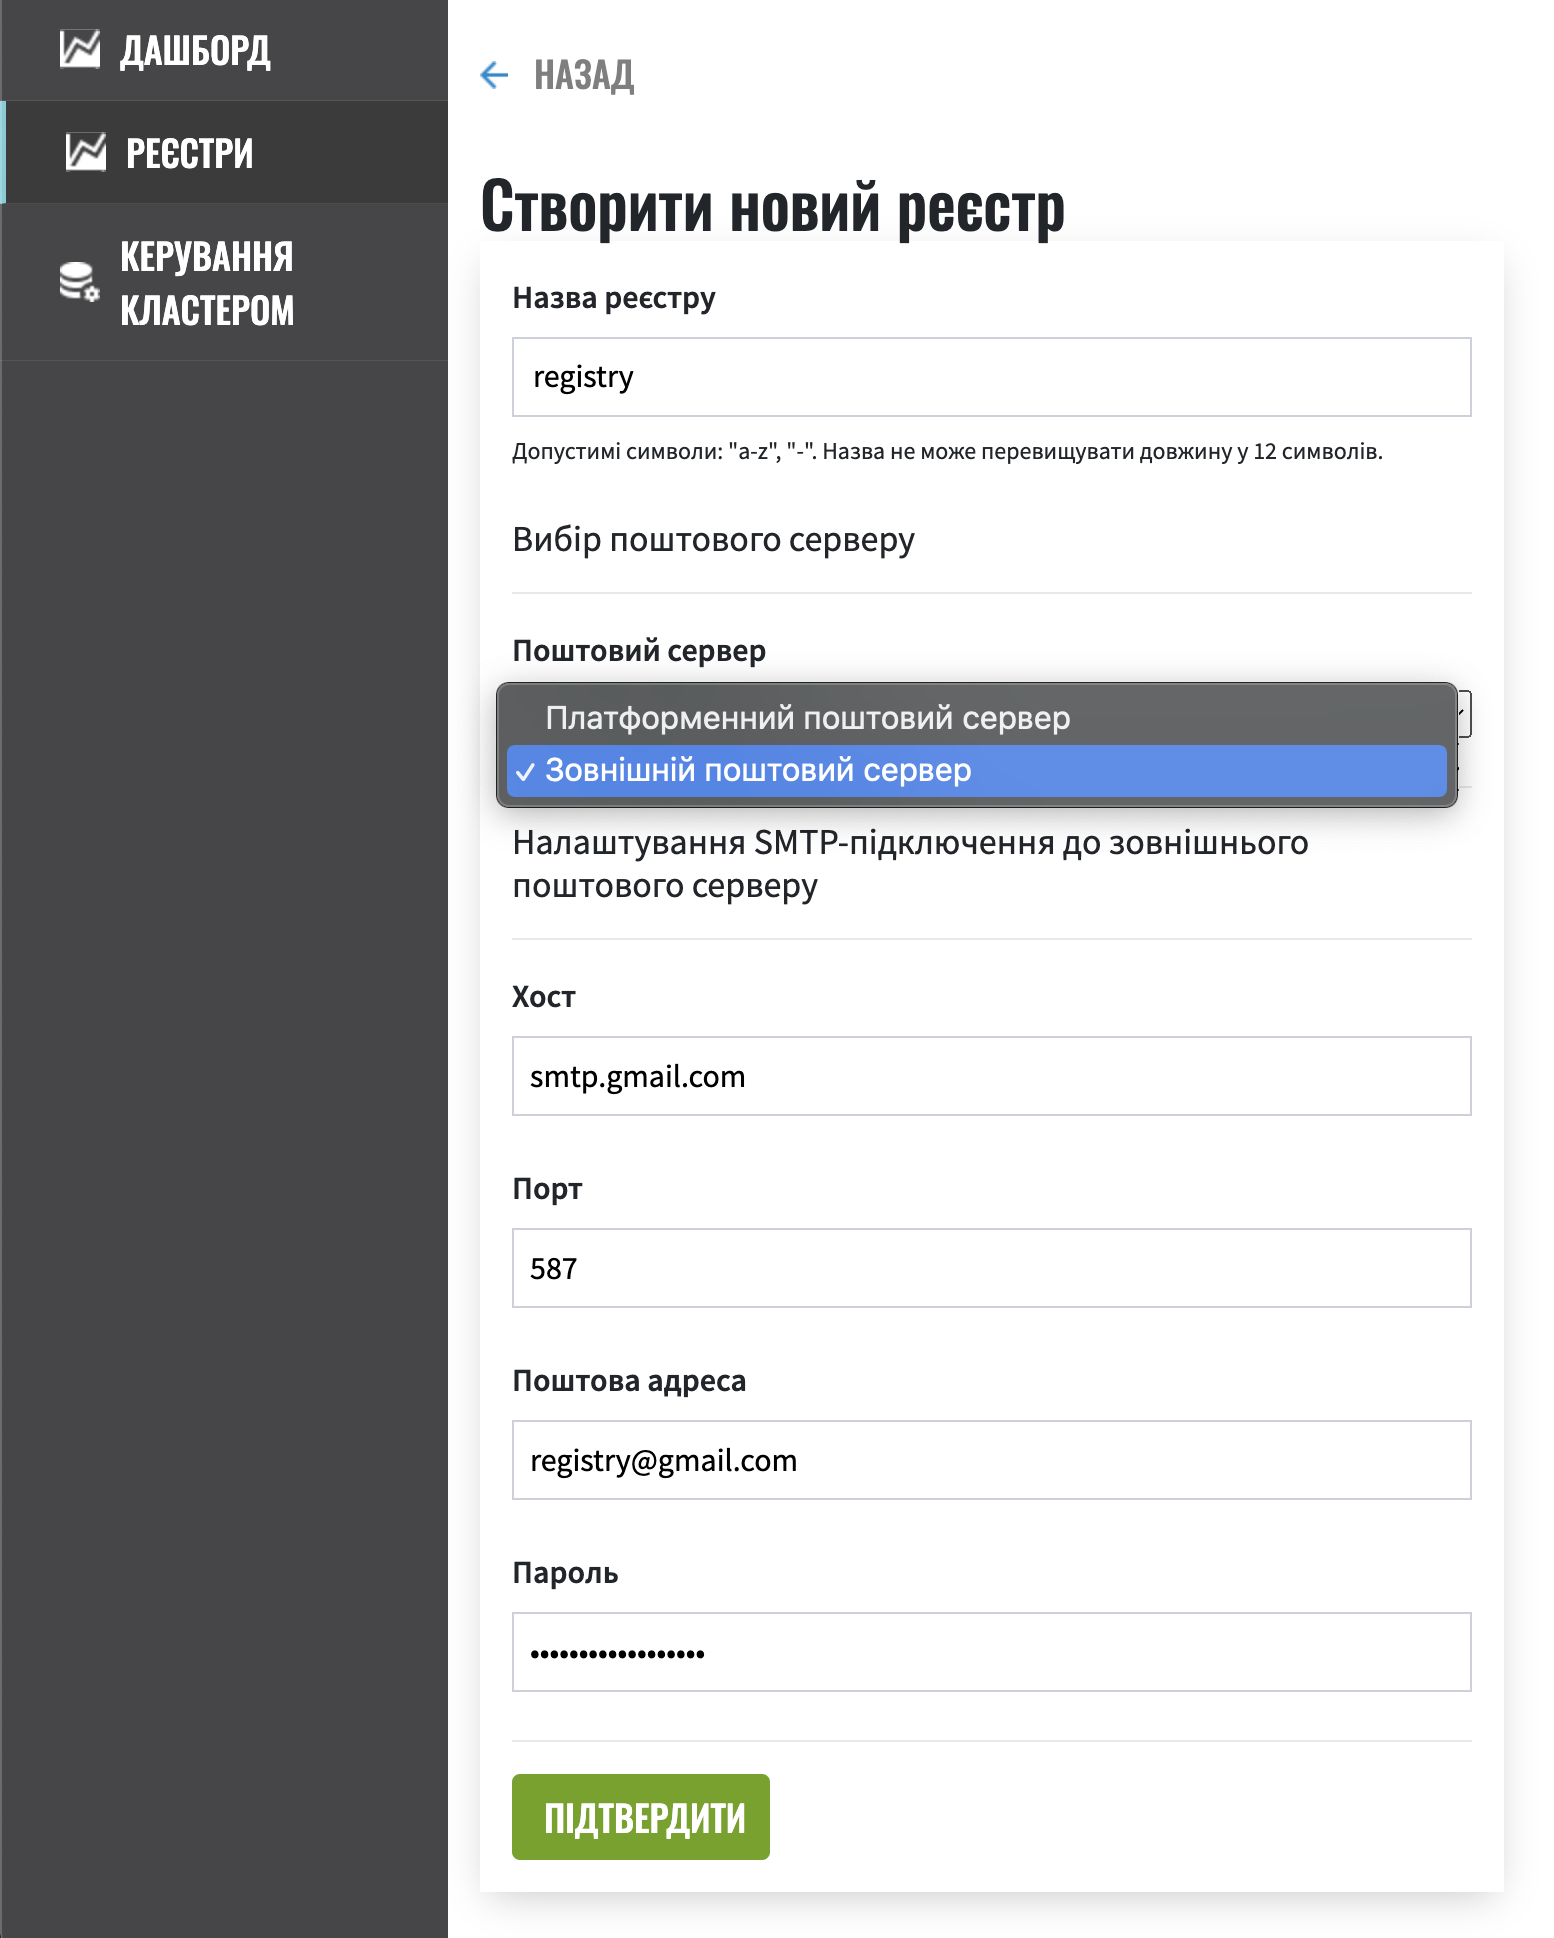 ДАШБОРД
РЕЄСТРИ
КЕРУВАННЯ
КЛАСТЕРОМ
НАЗАД
Створити новий реєстр
Назва реєстру
registry
Допустимі символи: "a-z", "-". Назва не може перевищувати довжину у 12 символів.
Вибір поштового серверу
Поштовий сервер
Платформенний поштовий сервер
✓ Зовнішній поштовий сервер
Налаштування SMTP-підключення до зовнішнього
поштового серверу
Хост
smtp.gmail.com
Порт
587
Поштова адреса
registry@gmail.com
Пароль
••••••••••••••••••
ПІДТВЕРДИТИ